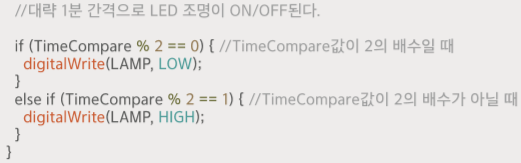 //대략 1분 간격으로 LED 조명이 ON/OFF된다.
if (TimeCompare % 2 == 0) { //TimeCompare값이 2의 배수일 때
digitalWrite(LAMP, LOW);
}
else if (TimeCompare % 2 == 1) { //TimeCompare값이 2의 배수가 아닐 때
digitalWrite(LAMP, HIGH);
}
}